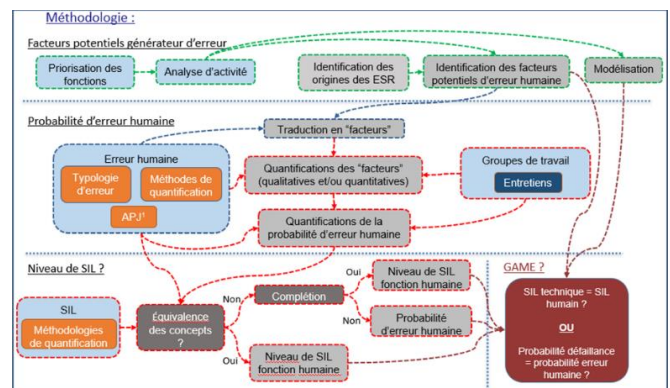 Méthodologie :
Facteurs potentiels générateur d'erreur
Priorisation des
fonctions
Analyse d'activité
Identification des
origines des ESR
Identification des facteurs
potentiels d'erreur humaine
Modélisation
Probabilité d'erreur humaine
Traduction en "facteurs"
Erreur humaine
Typologie
d'erreur
Méthodes de
quantification
APJ¹
Quantifications des "facteurs"
(qualitatives et/ou quantitatives)
Groupes de travail
Entretiens
Quantifications de la
probabilité d'erreur humaine
Niveau de SIL ?
GAME ?
SIL
Méthodologies
de quantification
Équivalence
des concepts
?
Non
Complétion
Oui
Niveau de SIL
fonction humaine
Non
Probabilité
d'erreur humaine
Oui
Niveau de SIL
fonction humaine
SIL technique = SIL
humain ?
OU
Probabilité défaillance
= probabilité erreur
humaine ?